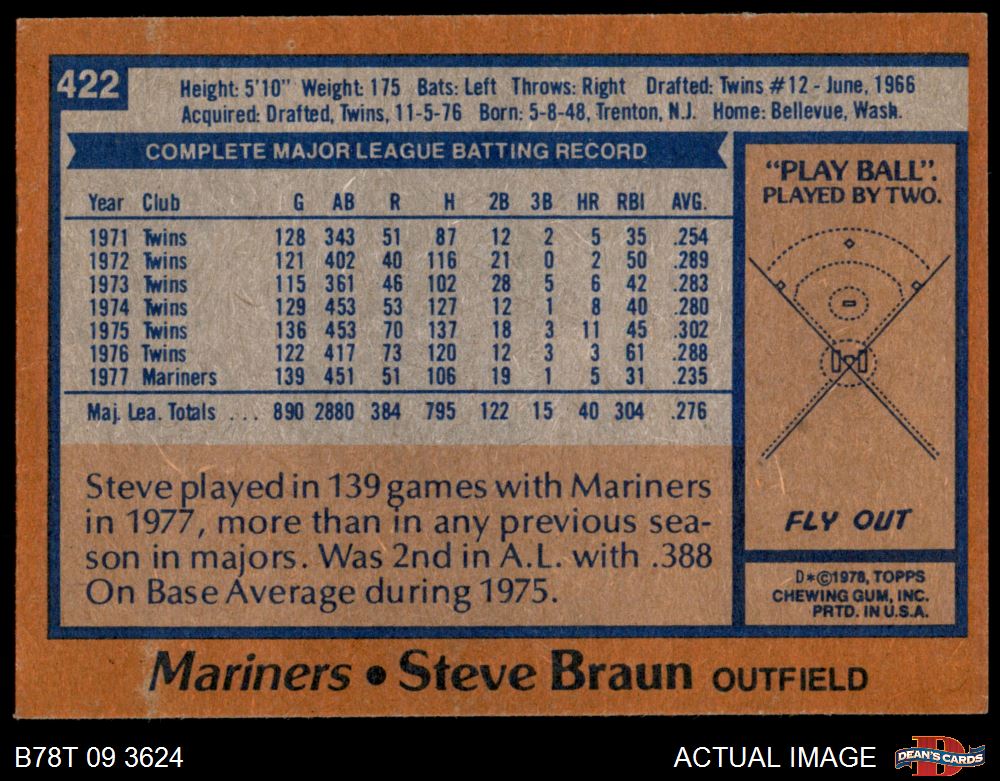 422
Height: 5'10" Weight: 175 Bats: Left Throws: Right Drafted: Twins #12 - June, 1966
Acquired: Drafted, Twins, 11-5-76 Born: 5-8-48, Trenton, N.J. Home: Bellevue, Wash.
COMPLETE MAJOR LEAGUE BATTING RECORD
Year Club G AB R H 2B 3B HR RBI AVG.
1971 Twins 128 343 51 87 12 2 5 35 .254
1972 Twins 121 402 40 116 21 0 2 50 .289
1973 Twins 115 361 46 102 28 5 6 42 .283
1974 Twins 129 453 53 127 12 1 8 40 .280
1975 Twins 136 453 70 137 18 3 11 45 .302
1976 Twins 122 417 73 120 12 3 3 61 .288
1977 Mariners 139 451 51 106 19 1 5 31 .235
Maj. Lea. Totals ... 890 2880 384 795 122 15 40 304 .276
Steve played in 139 games with Mariners
in 1977, more than in any previous sea-
son in majors. Was 2nd in A.L. with .388
On Base Average during 1975.
"PLAY BALL".
PLAYED BY TWO.
FLY OUT
D*©1978, TOPPS
CHEWING GUM, INC.
PRTD. IN U.S.A.
Mariners • Steve Braun OUTFIELD
B78T 09 3624
ACTUAL IMAGE
D
DEAN'S CARDS